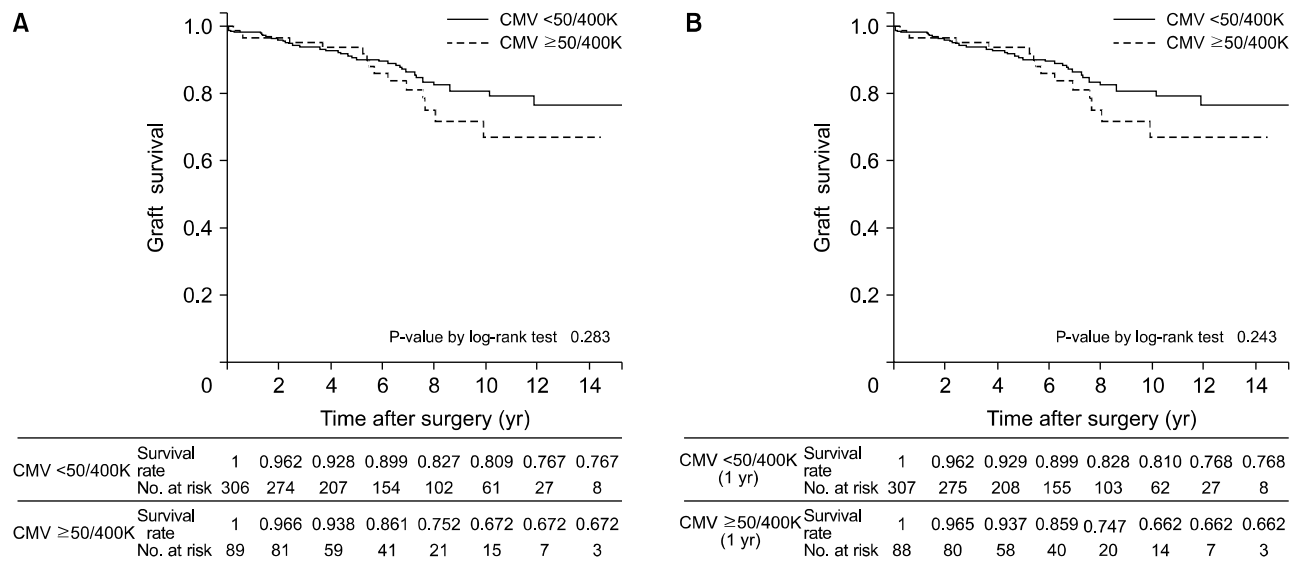 A
CMV <50/400K
CMV ≥50/400K
1.0
0.8
0.6
0.4
0.2
0
Graft survival
P-value by log-rank test 0.283
2 4 6 8 10 12 14
Time after surgery (yr)
CMV <50/400K
Survival rate 1 0.962 0.928 0.899 0.827 0.809 0.767 0.767
No. at risk 306 274 207 154 102 61 27 8
CMV ≥50/400K
Survival rate 1 0.966 0.938 0.861 0.752 0.672 0.672 0.672
No. at risk 89 81 59 41 21 15 7 3
B
CMV <50/400K
CMV ≥50/400K
1.0
0.8
0.6
0.4
0.2
0
Graft survival
P-value by log-rank test 0.243
2 4 6 8 10 12 14
Time after surgery (yr)
CMV <50/400K
(1 yr)
Survival rate 1 0.962 0.929 0.899 0.828 0.810 0.768 0.768
No. at risk 307 275 208 155 103 62 27 8
CMV ≥50/400K
(1 yr)
Survival rate 1 0.965 0.937 0.859 0.747 0.662 0.662 0.662
No. at risk 88 80 58 40 20 14 7 3